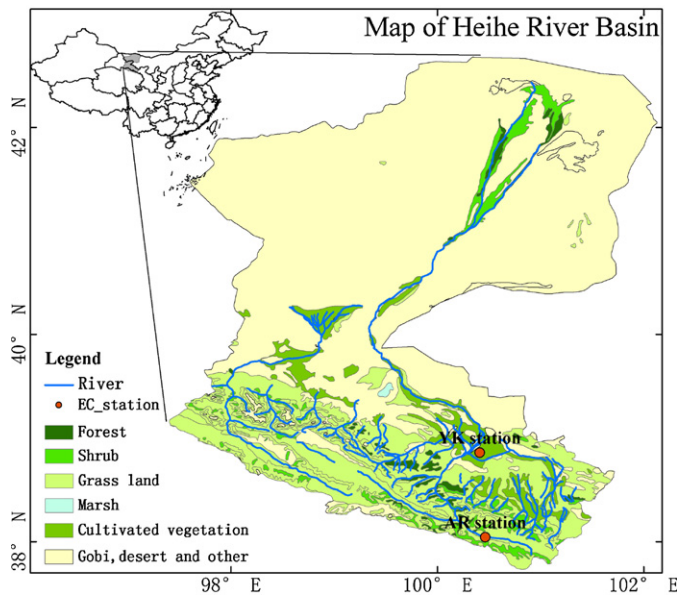 Map of Heihe River Basin
42° N
40° N
38° N
Legend
River
EC_station
Forest
Shrub
Grass land
Marsh
Cultivated vegetation
Gobi,desert and other
YK station
AR station
98° E
100° E
102° E